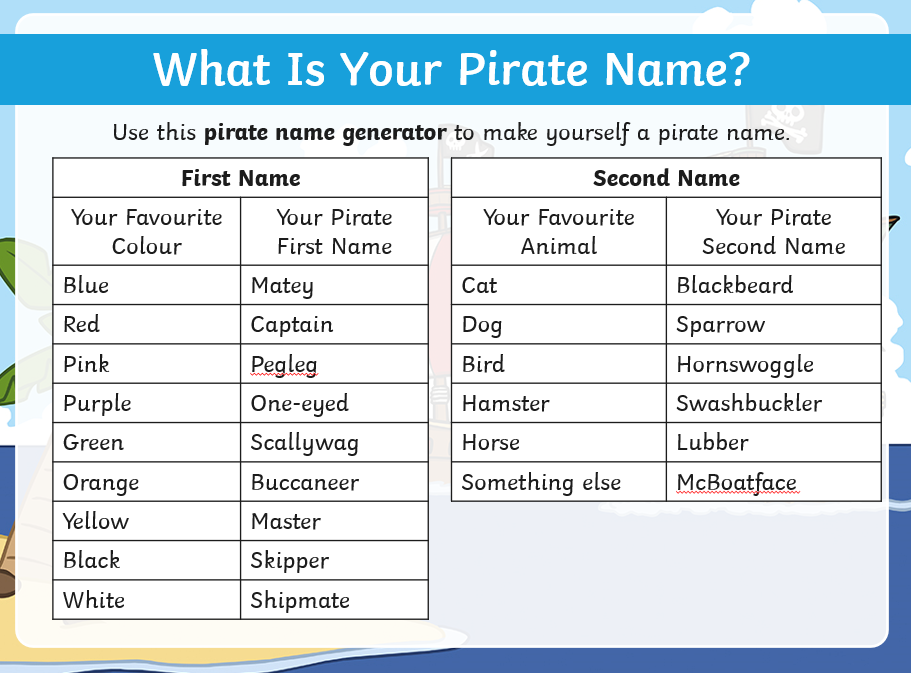 What Is Your Pirate Name?
Use this pirate name generator to make yourself a pirate name.
First Name
Your Favourite Colour
Your Pirate First Name
Blue Matey
Red Captain
Pink Pegleg
Purple One-eyed
Green Scallywag
Orange Buccaneer
Yellow Master
Black Skipper
White Shipmate
Second Name
Your Favourite Animal
Your Pirate Second Name
Cat Blackbeard
Dog Sparrow
Bird Hornswoggle
Hamster Swashbuckler
Horse Lubber
Something else McBoatface